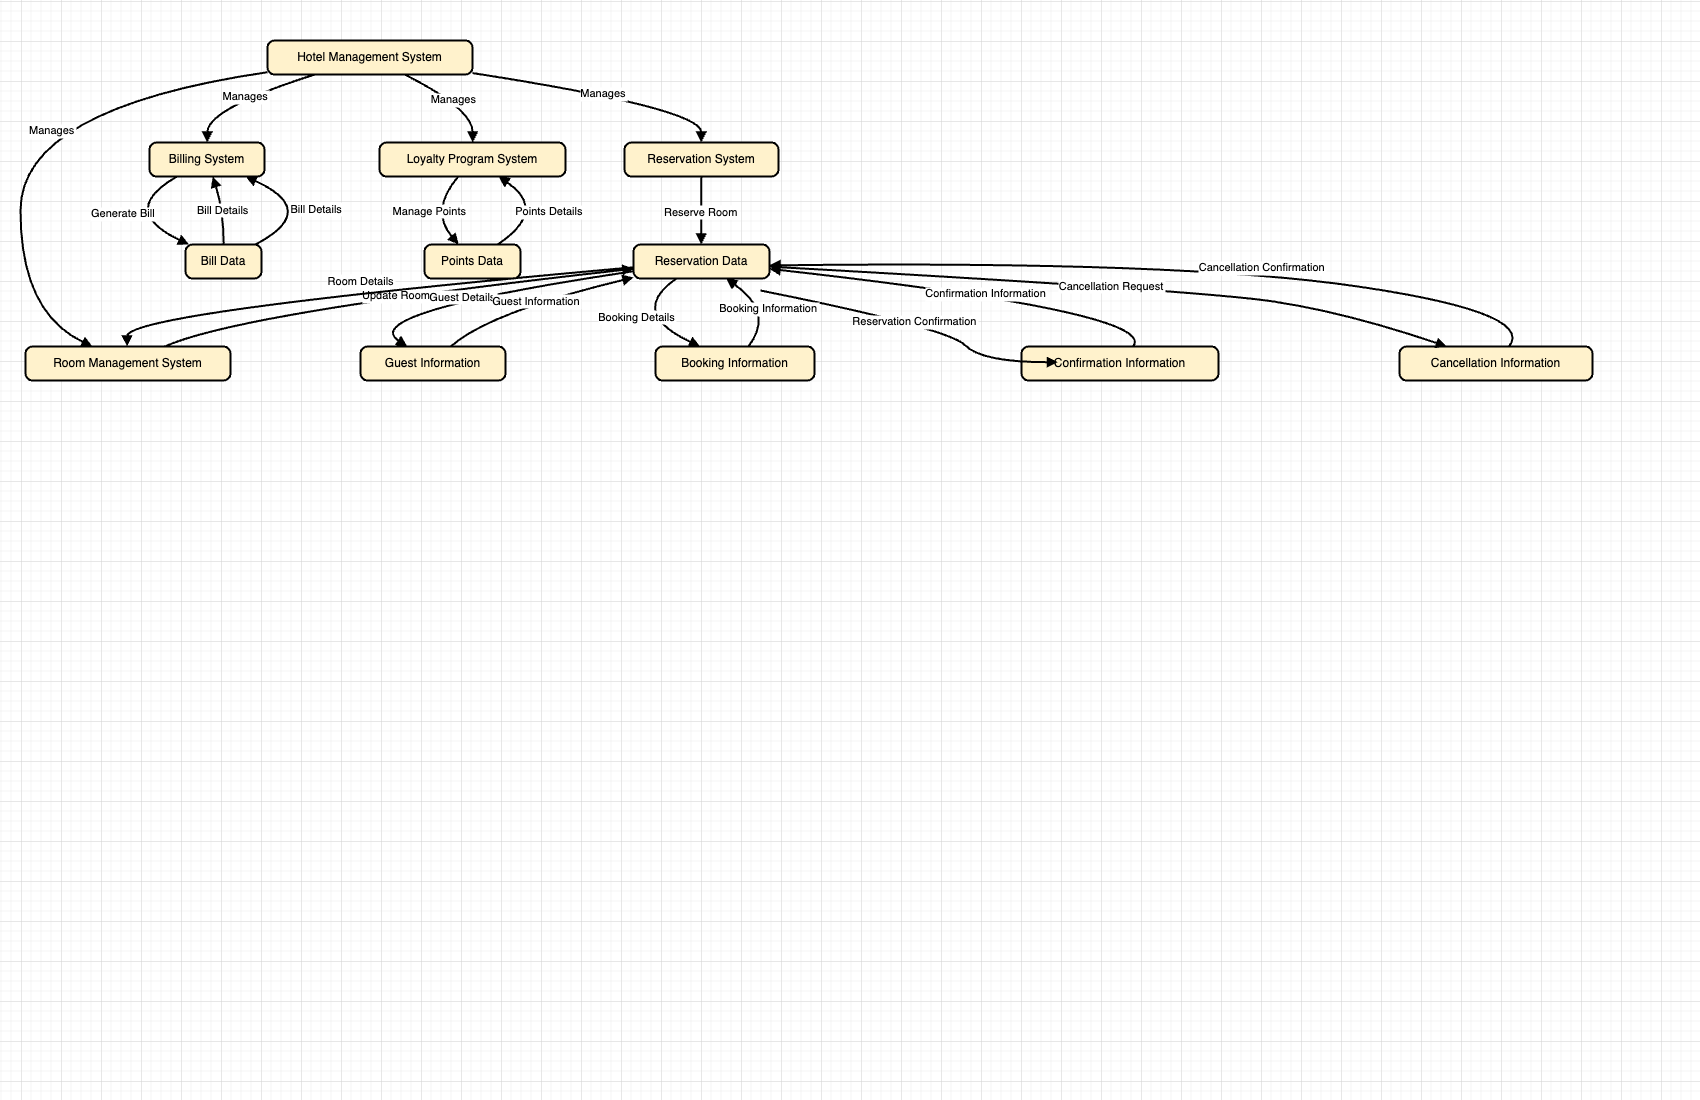 Hotel Management System
Manages
Manages
Manages
Manages
Billing System
Loyalty Program System
Reservation System
Generate Bill
Bill Details
Bill Details
Manage Points
Points Details
Reserve Room
Bill Data
Points Data
Reservation Data
Room Details
Update Room
Guest Details
Guest Information
Booking Details
Booking Information
Reservation Confirmation
Confirmation Information
Cancellation Request
Cancellation Confirmation
Room Management System
Guest Information
Booking Information
Confirmation Information
Cancellation Information